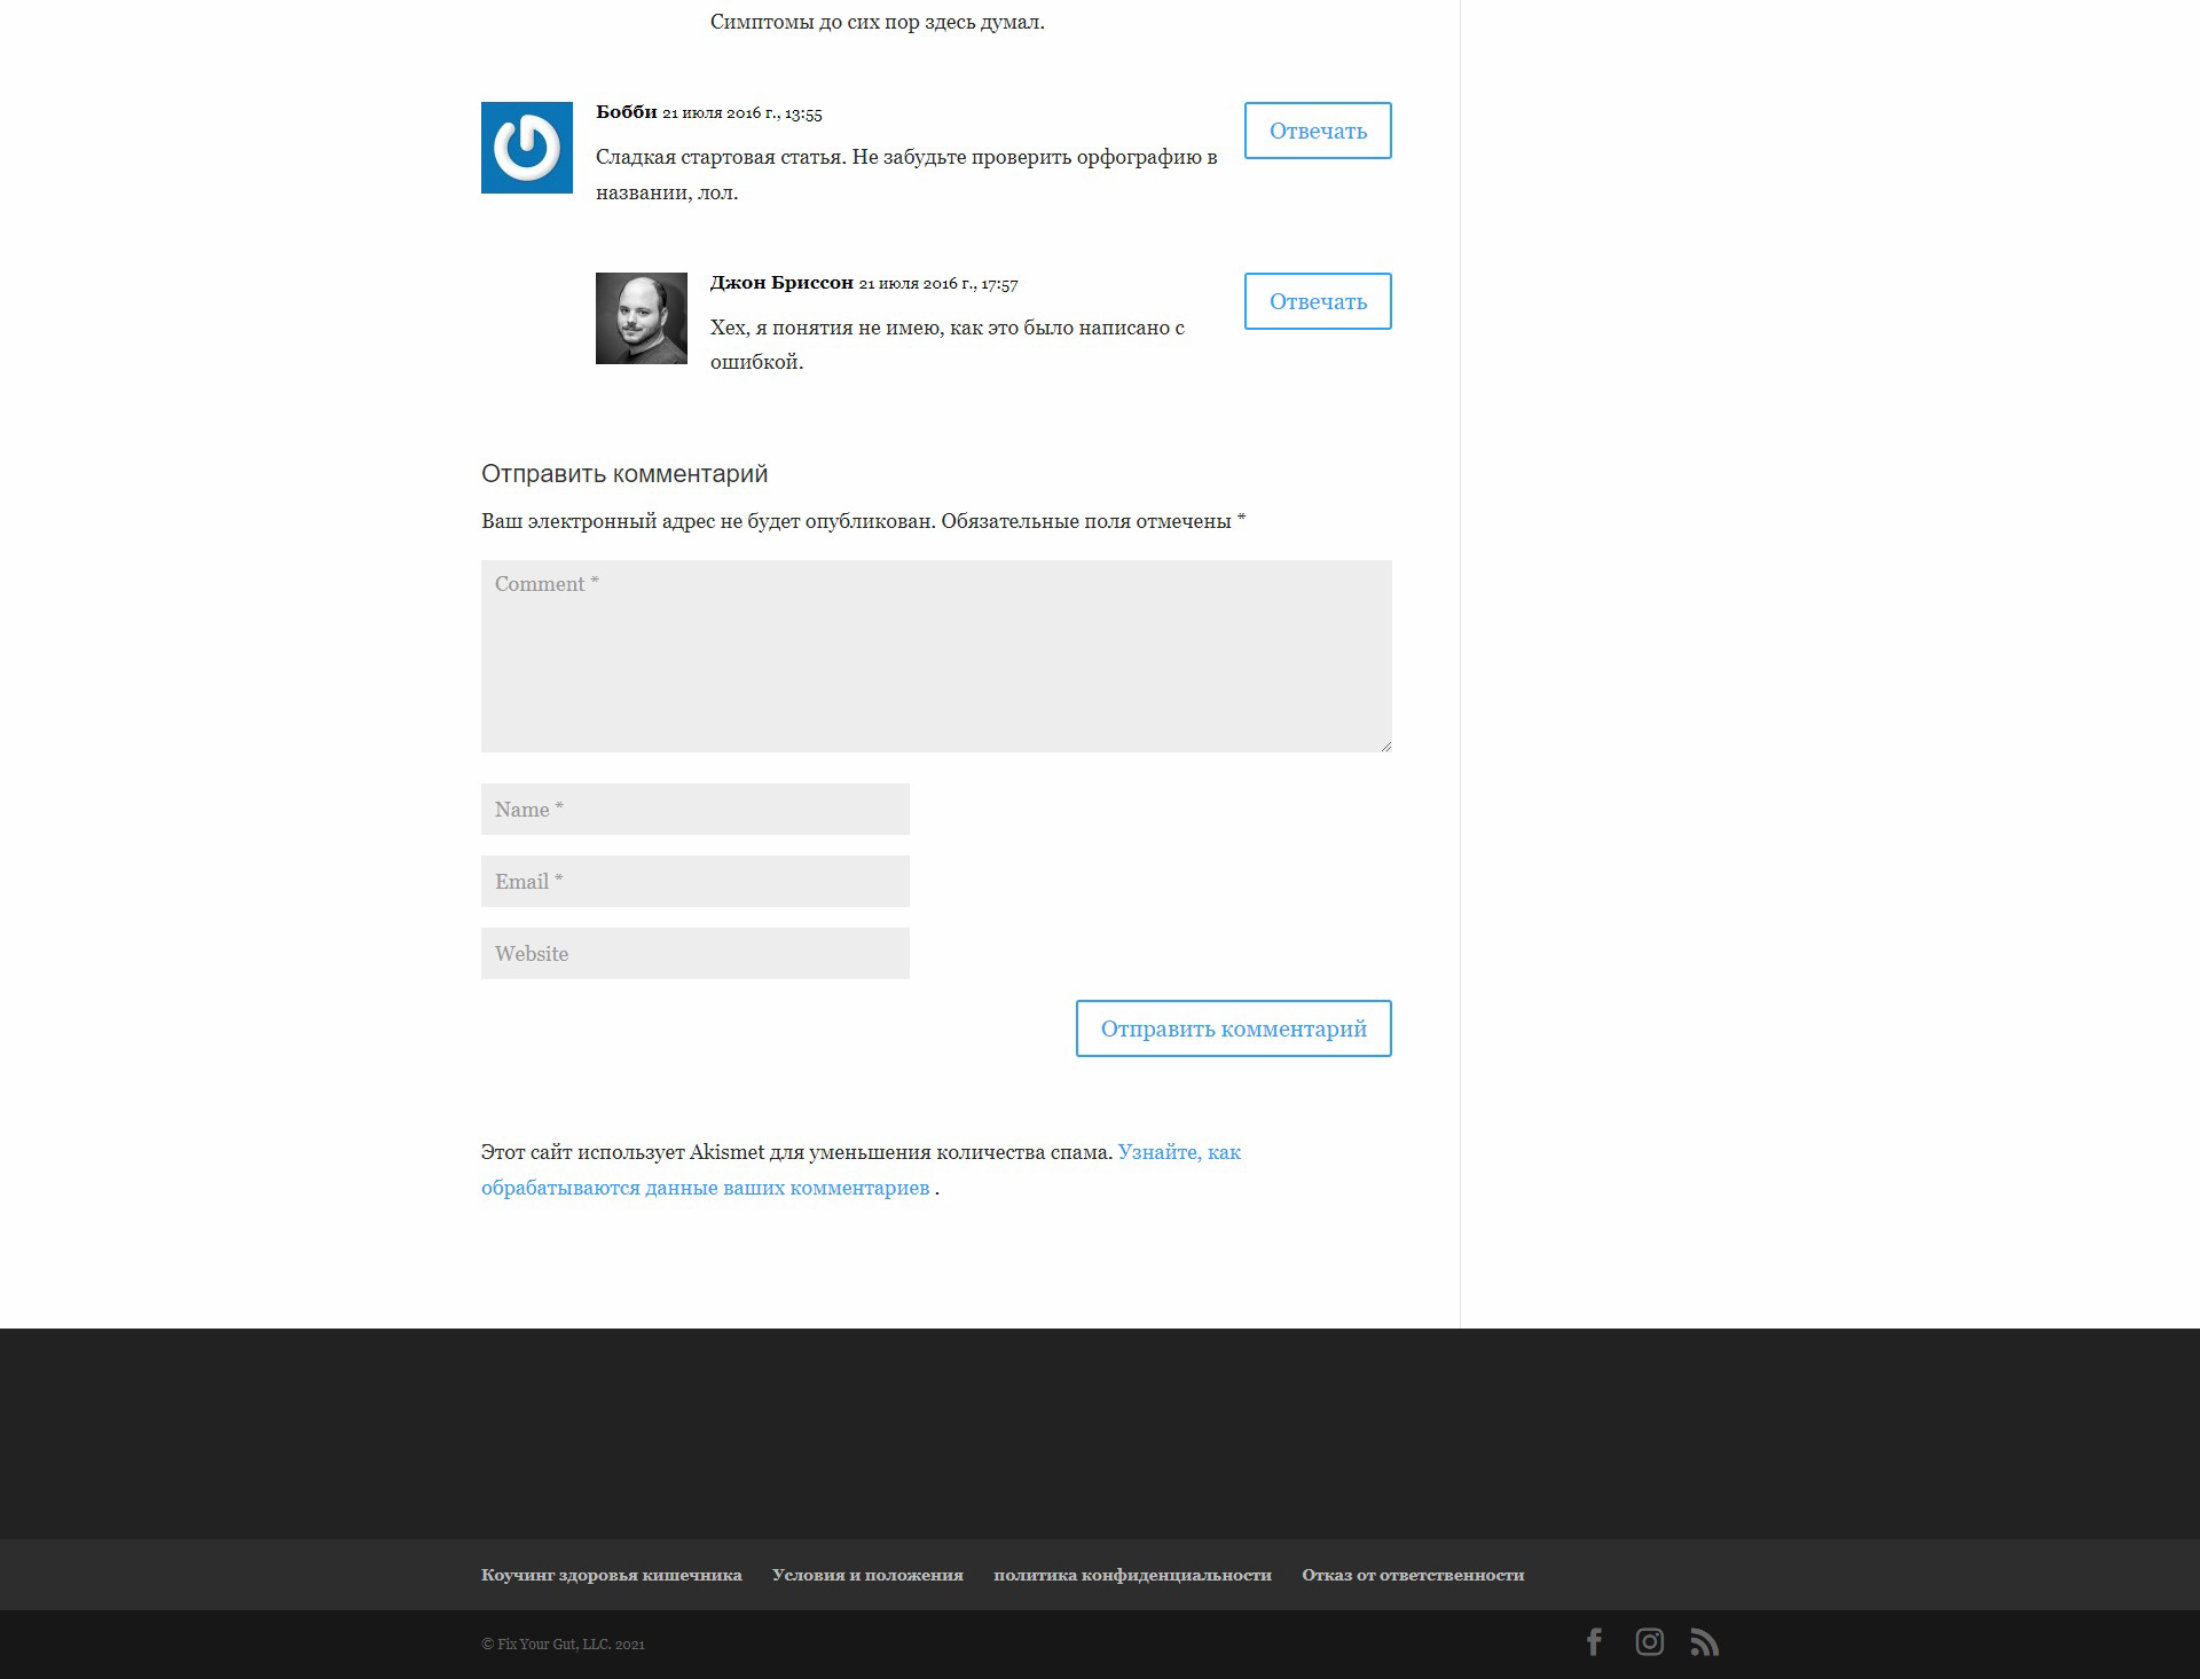 Симптомы до сих пор здесь думал.
Бобби 21 июля 2016 г., 13:55
Отвечать
Сладкая стартовая статья. Не забудьте проверить орфографию в
названии, лол.
Джон Бриссон 21 июля 2016 г., 17:57
Отвечать
Хех, я понятия не имею, как это было написано с
ошибкой.
Отправить комментарий
Ваш электронный адрес не будет опубликован. Обязательные поля отмечены *
Comment *
Name *
Email *
Website
Отправить комментарий
Этот сайт использует Akismet для уменьшения количества спама. Узнайте, как
обрабатываются данные ваших комментариев .
Коучинг здоровья кишечника Условия и положения политика конфиденциальности Отказ от ответственности
© Fix Your Gut, LLC. 2021